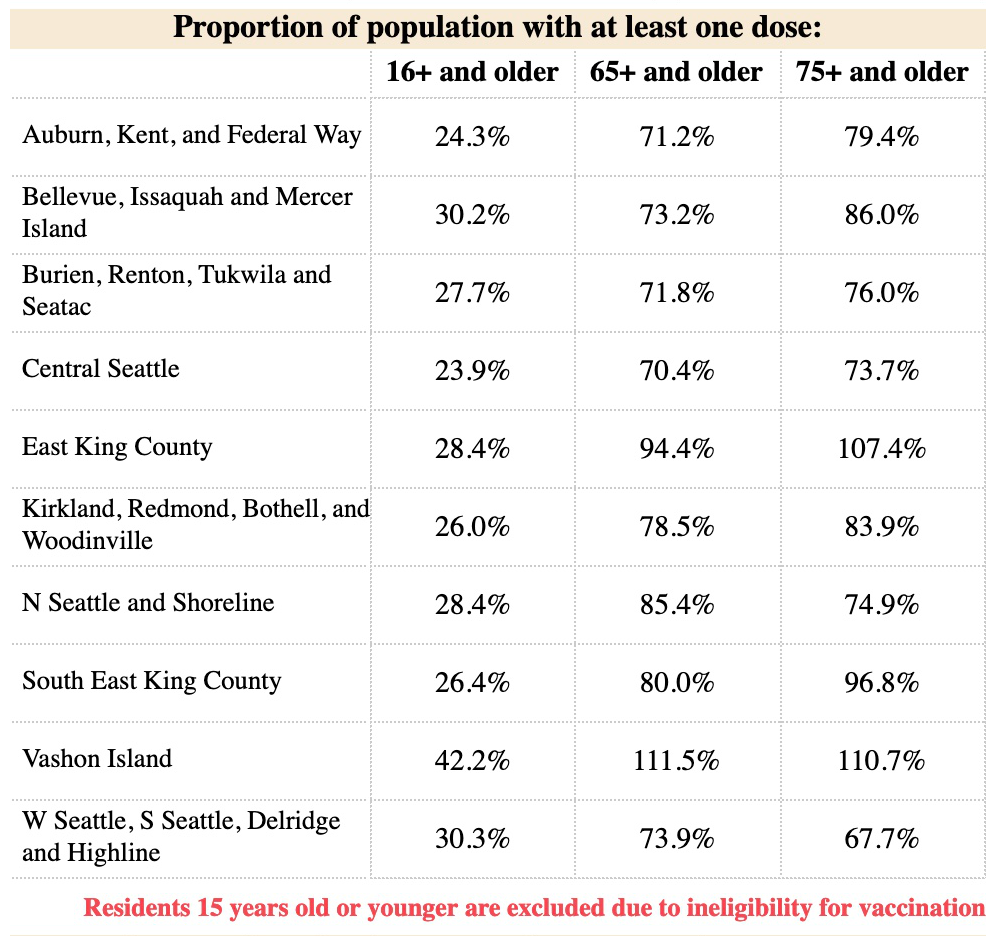 Proportion of population with at least one dose:
16+ and older 65+ and older 75+ and older
Auburn, Kent, and Federal Way 24.3% 71.2% 79.4%
Bellevue, Issaquah and Mercer
Island 30.2% 73.2% 86.0%
Burien, Renton, Tukwila and
Seatac 27.7% 71.8% 76.0%
Central Seattle 23.9% 70.4% 73.7%
East King County 28.4% 94.4% 107.4%
Kirkland, Redmond, Bothell, and
Woodinville 26.0% 78.5% 83.9%
N Seattle and Shoreline 28.4% 85.4% 74.9%
South East King County 26.4% 80.0% 96.8%
Vashon Island 42.2% 111.5% 110.7%
W Seattle, S Seattle, Delridge
and Highline 30.3% 73.9% 67.7%
Residents 15 years old or younger are excluded due to ineligibility for vaccination